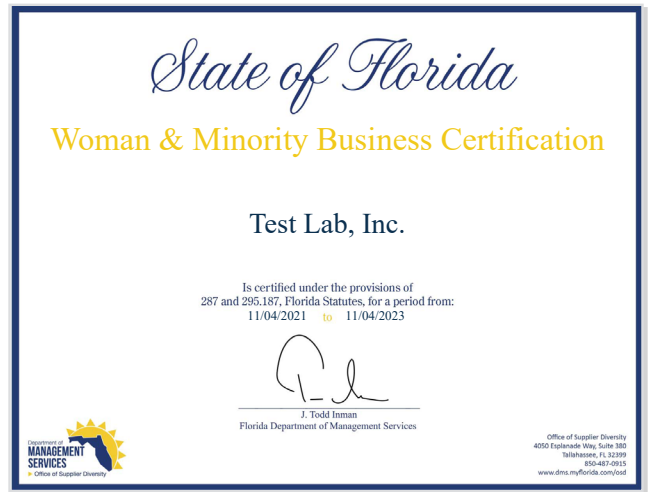 State of Florida
Woman & Minority Business Certification
Test Lab, Inc.
Is certified under the provisions of
287 and 295.187, Florida Statutes, for a period from:
11/04/2021 to 11/04/2023
J. Todd Inman
Florida Department of Management Services
Department of
MANAGEMENT
SERVICES
Office of Supplier Diversity
Office of Supplier Diversity
4050 Esplanade Way, Suite 380
Tallahassee, FL 32399
850-487-0915
www.dms.myflorida.com/osd